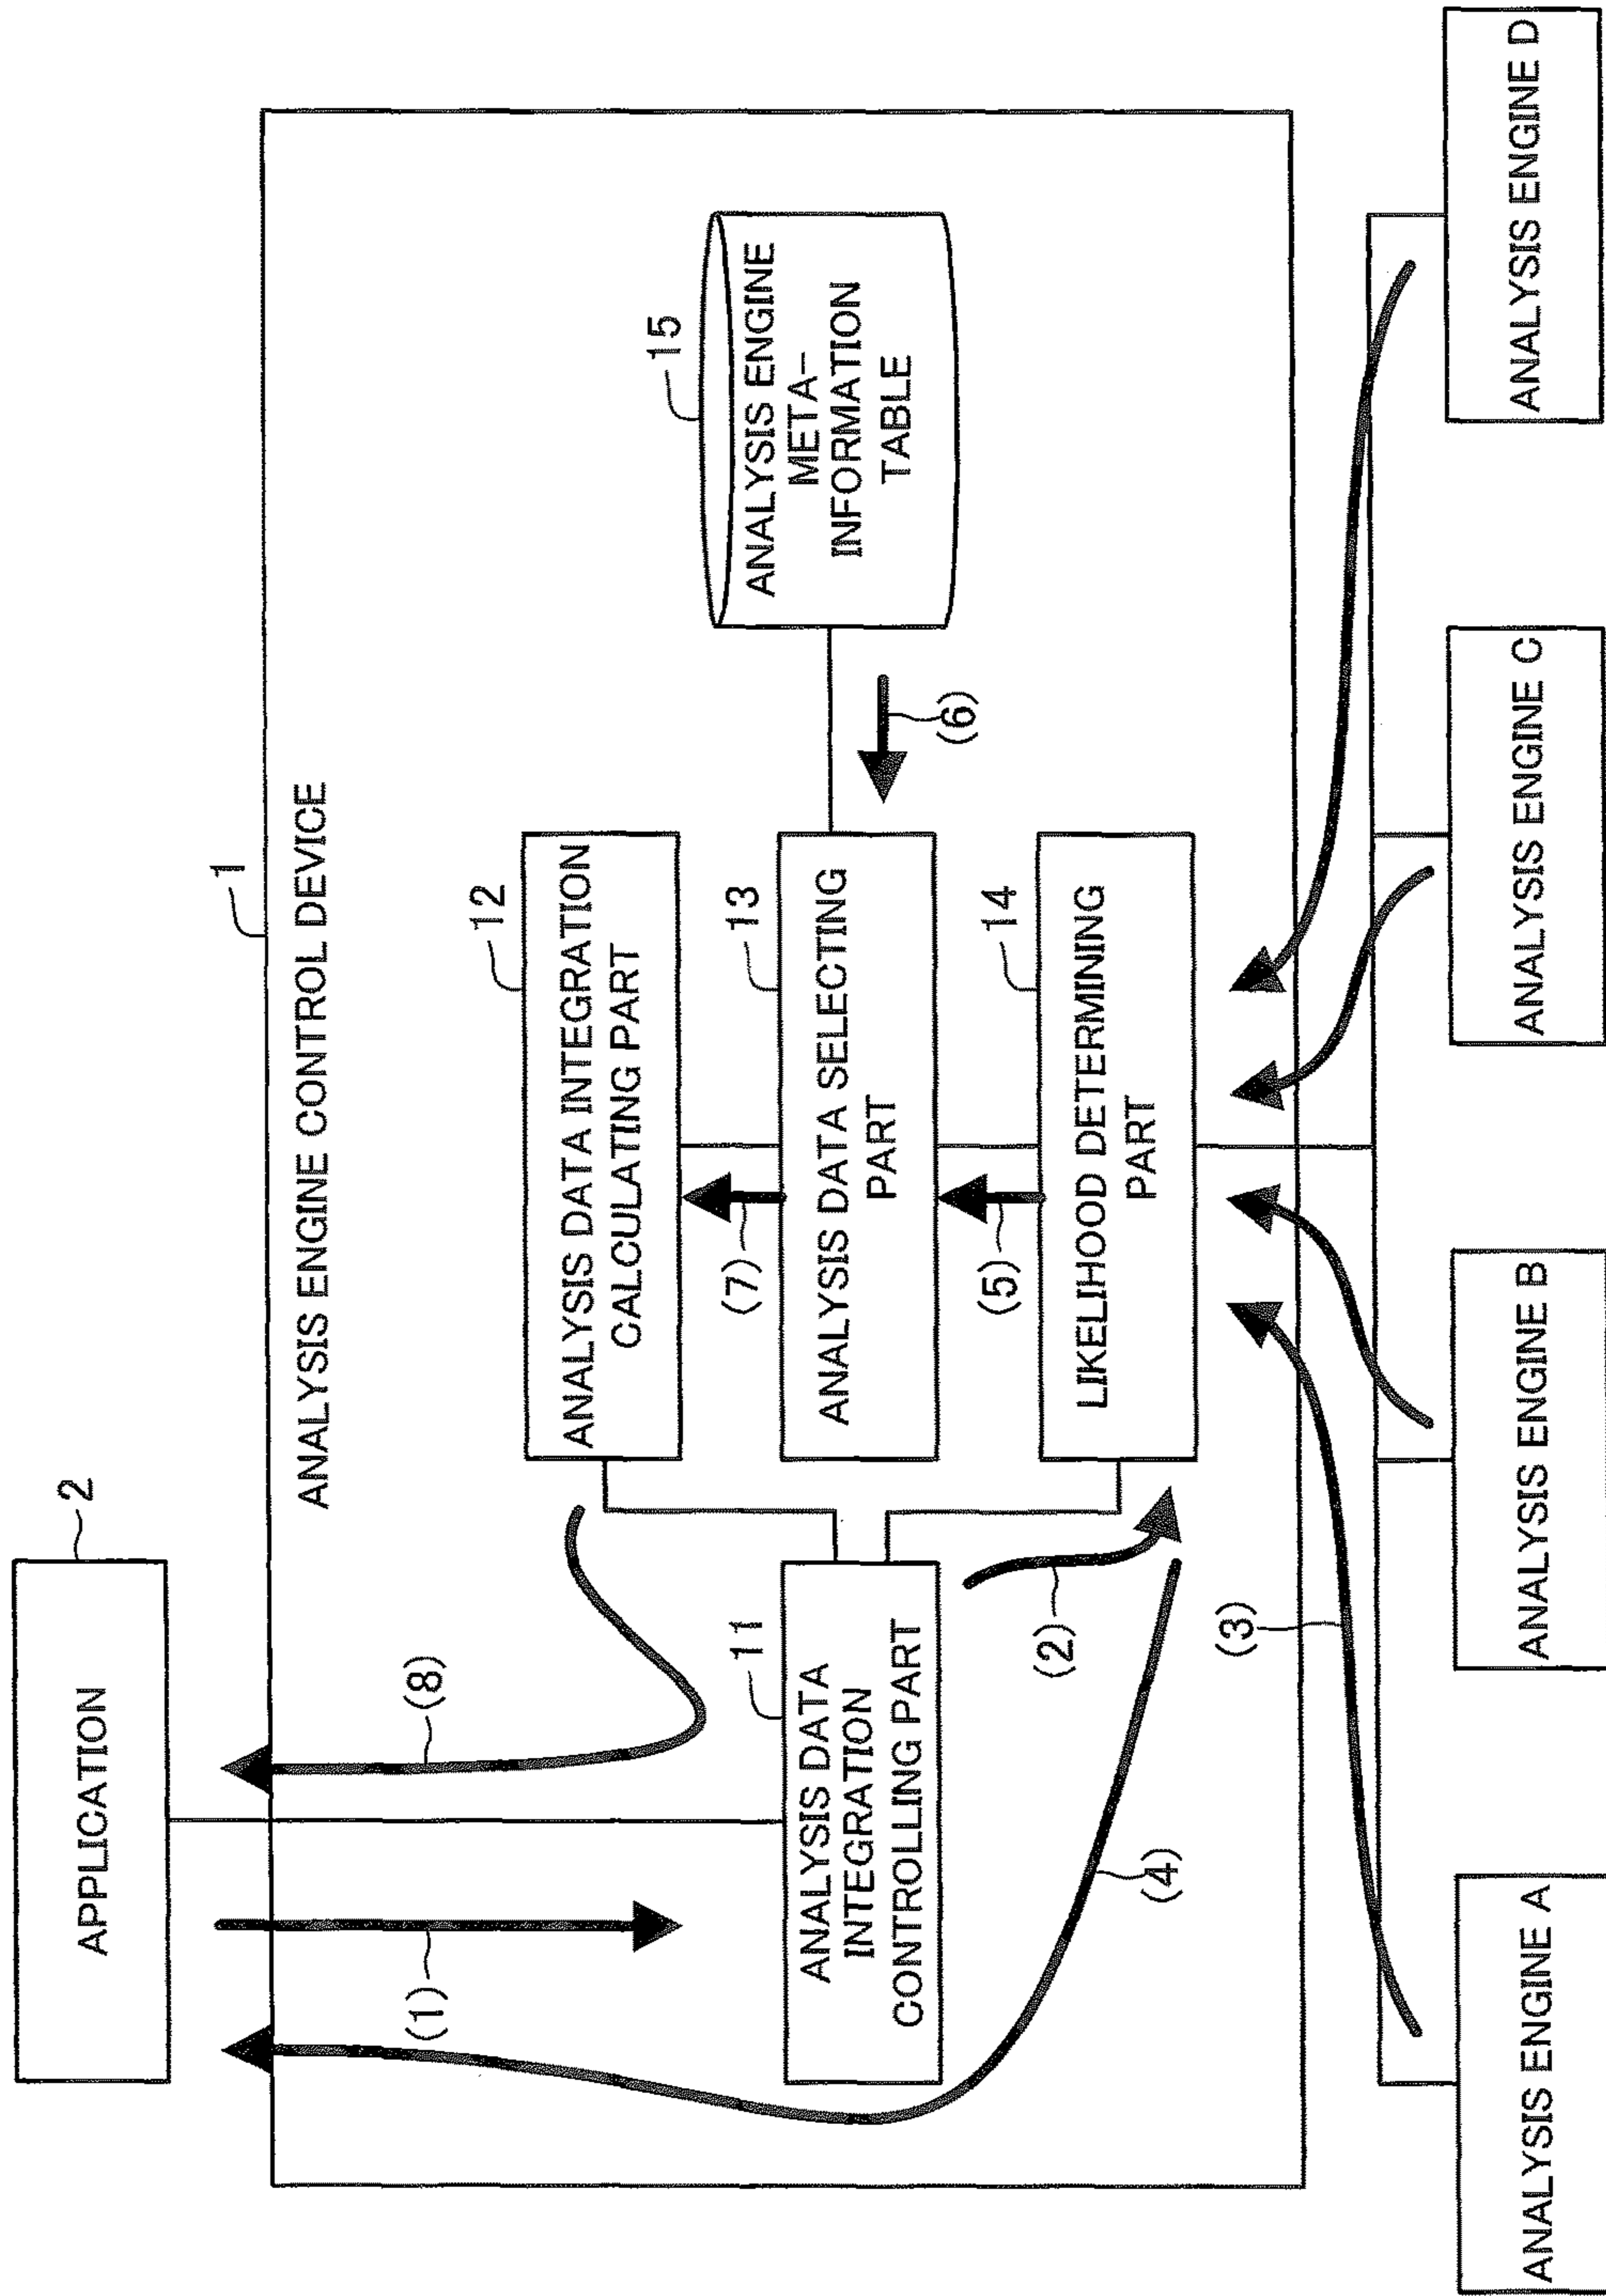 APPLICATION
2
1
ANALYSIS ENGINE CONTROL DEVICE
(1)
(8)
12
ANALYSIS DATA INTEGRATION
CALCULATING PART
15
ANALYSIS ENGINE
META-
INFORMATION
TABLE
(7)
11
ANALYSIS DATA
INTEGRATION
CONTROLLING PART
13
ANALYSIS DATA SELECTING
PART
(6)
(5)
(2)
14
LIKELIHOOD DETERMINING
PART
(4)
(3)
ANALYSIS ENGINE A
ANALYSIS ENGINE B
ANALYSIS ENGINE C
ANALYSIS ENGINE D